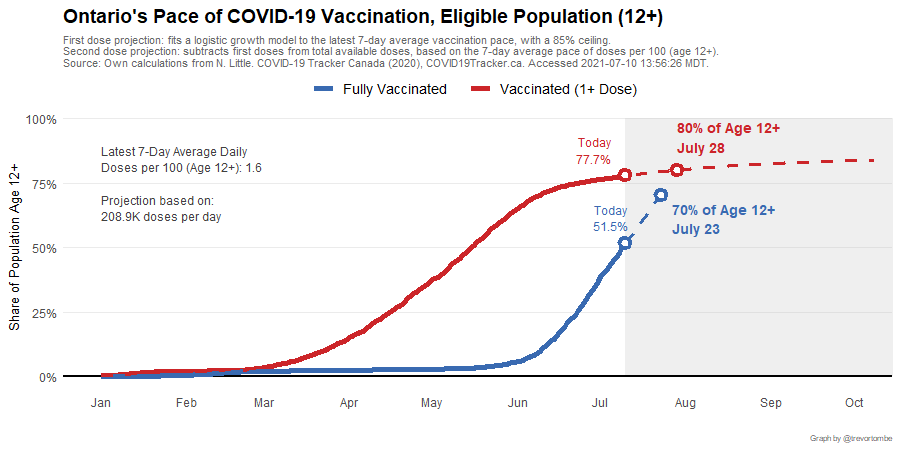 Ontario's Pace of COVID-19 Vaccination, Eligible Population (12+)
First dose projection: fits a logistic growth model to the latest 7-day average vaccination pace, with a 85% ceiling.
Second dose projection: subtracts first doses from total available doses, based on the 7-day average pace of doses per 100 (age 12+).
Source: Own calculations from N. Little. COVID-19 Tracker Canada (2020), COVID19Tracker.ca. Accessed 2021-07-10 13:56:26 MDT.
Fully Vaccinated
Vaccinated (1+ Dose)
Share of Population Age 12+
100%
75%
50%
25%
0%
Latest 7-Day Average Daily
Doses per 100 (Age 12+): 1.6
Projection based on:
208.9K doses per day
Today
77.7%
80% of Age 12+
July 28
Today
51.5%
70% of Age 12+
July 23
Jan
Feb
Mar
Apr
May
Jun
Jul
Aug
Sep
Oct
Graph by @trevortombe